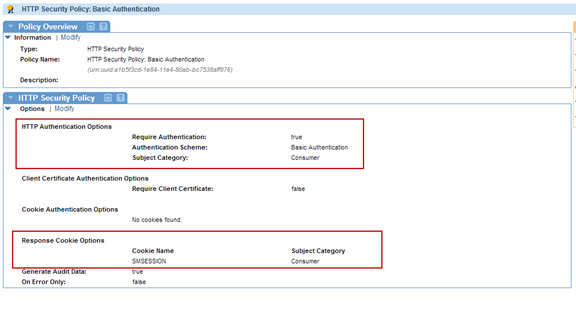 HTTP Security Policy: Basic Authentication
Policy Overview
Information | Modify
Type: HTTP Security Policy
Policy Name: HTTP Security Policy: Basic Authentication
(urn:uuid:a1b5f3cd-1e84-11e4-80ab-bc7538aff876)
Description:
HTTP Security Policy
Options | Modify
HTTP Authentication Options
Require Authentication: true
Authentication Scheme: Basic Authentication
Subject Category: Consumer
Client Certificate Authentication Options
Require Client Certificate: false
Cookie Authentication Options
No cookies found.
Response Cookie Options
Cookie Name Subject Category
SMSESSION Consumer
Generate Audit Data: true
On Error Only: false